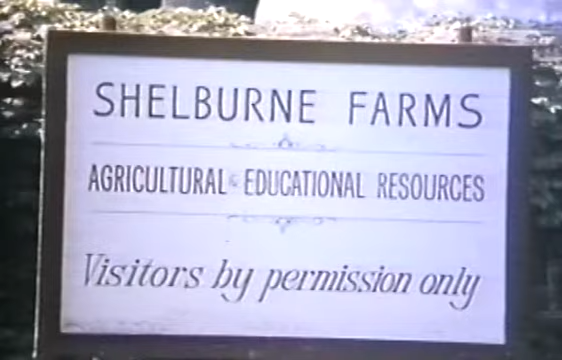 SHELBURNE FARMS
AGRICULTURAL & EDUCATIONAL RESOURCES
Visitors by permission only